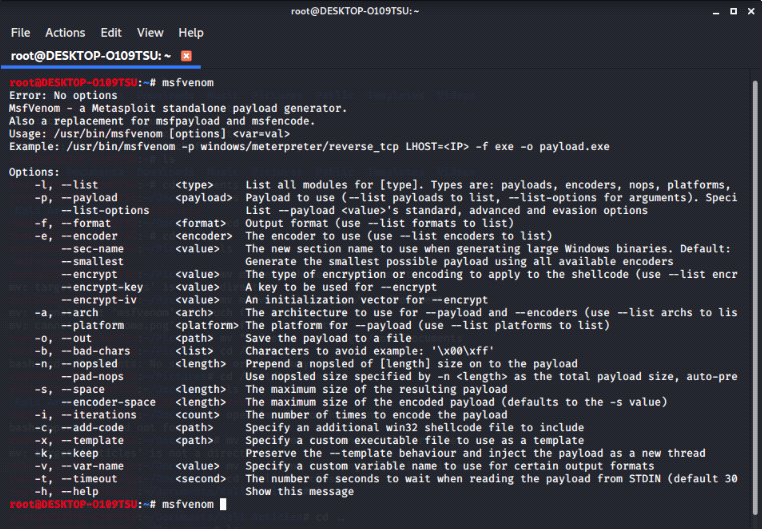 root@DESKTOP-O109TSU: ~
File Actions Edit View Help
root@DESKTOP-O109TSU: ~
root@DESKTOP-O109TSU:~# msfvenom
Error: No options
MsfVenom - a Metasploit standalone payload generator.
Also a replacement for msfpayload and msfencode.
Usage: /usr/bin/msfvenom [options] <var=val>
Example: /usr/bin/msfvenom -p windows/meterpreter/reverse_tcp LHOST=<IP> -f exe -o payload.exe
Options:
-l, --list <type> List all modules for [type]. Types are: payloads, encoders, nops, platforms,
-p, --payload <payload> Payload to use (--list payloads to list, --list-options for arguments). Speci
--list-options List --payload <value>'s standard, advanced and evasion options
-f, --format <format> Output format (use --list formats to list)
-e, --encoder <encoder> The encoder to use (use --list encoders to list)
--sec-name <value> The new section name to use when generating large Windows binaries. Default:
--smallest Generate the smallest possible payload using all available encoders
--encrypt <value> The type of encryption or encoding to apply to the shellcode (use --list encr
--encrypt-key <value> A key to be used for --encrypt
--encrypt-iv <value> An initialization vector for --encrypt
-a, --arch <arch> The architecture to use for --payload and --encoders (use --list archs to lis
--platform <platform> The platform for --payload (use --list platforms to list)
-o, --out <path> Save the payload to a file
-b, --bad-chars <list> Characters to avoid example: '\x00\xff'
-n, --nopsled <length> Prepend a nopsled of [length] size on to the payload
--pad-nops Use nopsled size specified by -n <length> as the total payload size, auto-pre
-s, --space <length> The maximum size of the resulting payload
--encoder-space <length> The maximum size of the encoded payload (defaults to the -s value)
-i, --iterations <count> The number of times to encode the payload
-c, --add-code <path> Specify an additional win32 shellcode file to include
-x, --template <path> Specify a custom executable file to use as a template
-k, --keep Preserve the --template behaviour and inject the payload as a new thread
-v, --var-name <value> Specify a custom variable name to use for certain output formats
-t, --timeout <second> The number of seconds to wait when reading the payload from STDIN (default 30
-h, --help Show this message
root@DESKTOP-O109TSU:~# msfvenom